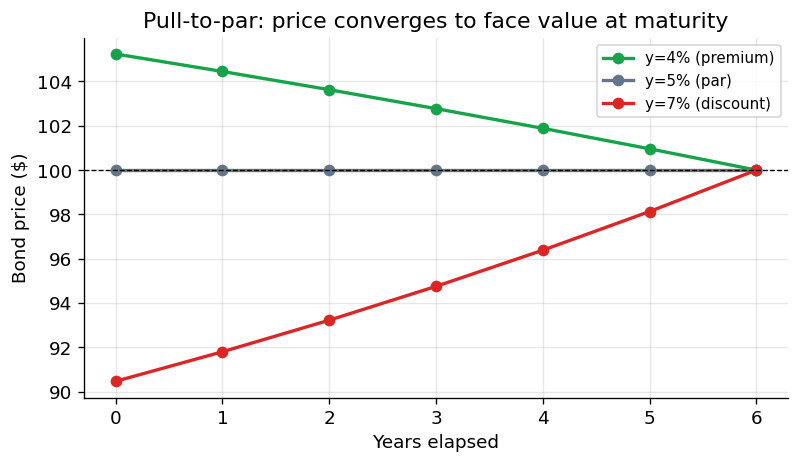 Pull-to-par: price converges to face value at maturity
y=4% (premium)
y=5% (par)
y=7% (discount)
Bond price ($)
104
102
100
98
96
94
92
90
0 1 2 3 4 5 6
Years elapsed